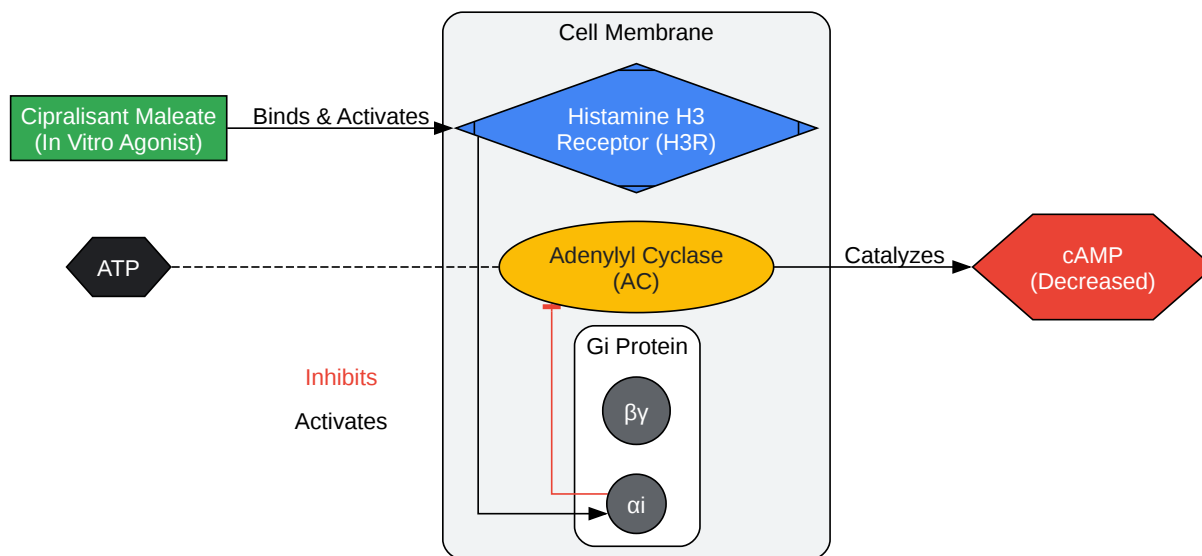 Cell Membrane
Cipralisant Maleate
(In Vitro Agonist)
Binds & Activates
Histamine H3
Receptor (H3R)
ATP
Adenylyl Cyclase
(AC)
Catalyzes
cAMP
(Decreased)
Gi Protein
Inhibits
Activates
βγ
αi